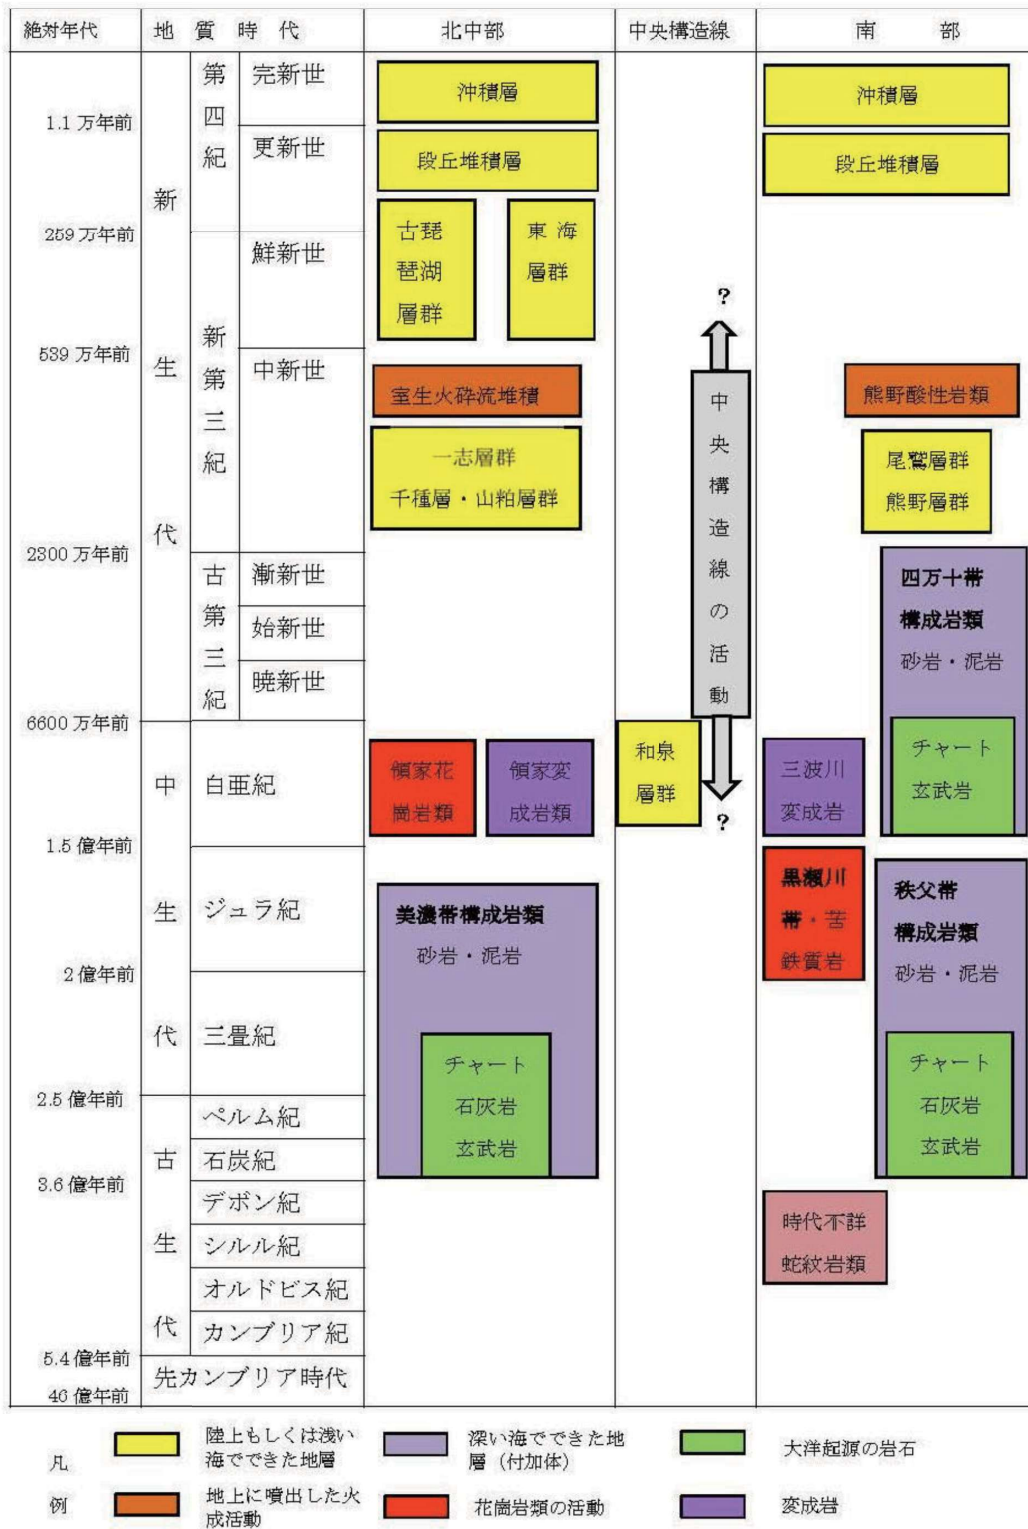 絶対年代 地質時代 北中部 中央構造線 南部
1.1 万年前
259 万年前
539 万年前
2300 万年前
6600 万年前
1.5 億年前
2 億年前
2.5 億年前
3.6 億年前
5.4 億年前
46 億年前
新生代
中生代
古生代
先カンブリア時代
第四紀
新第三紀
古第三紀
完新世
更新世
鮮新世
中新世
漸新世
始新世
暁新世
白亜紀
ジュラ紀
三畳紀
ペルム紀
石炭紀
デボン紀
シルル紀
オルドビス紀
カンブリア紀
沖積層
段丘堆積層
古琵
琶湖
層群
東海
層群
室生火砕流堆積
一志層群
千種層・山粕層群
領家花
崗岩類
領家変
成岩類
美濃帯構成岩類
砂岩・泥岩
チャート
石灰岩
玄武岩
?
中央構造線の活動
?
和泉
層群
沖積層
段丘堆積層
熊野酸性岩類
尾鷲層群
熊野層群
四万十帯
構成岩類
砂岩・泥岩
チャート
玄武岩
三波川
変成岩
黒瀬川
帯・苦
鉄質岩
秩父帯
構成岩類
砂岩・泥岩
チャート
石灰岩
玄武岩
時代不詳
蛇紋岩類
凡例
陸上もしくは浅い
海でできた地層
深い海でできた地
層（付加体）
大洋起源の岩石
地上に噴出した火
成活動
花崗岩類の活動
変成岩